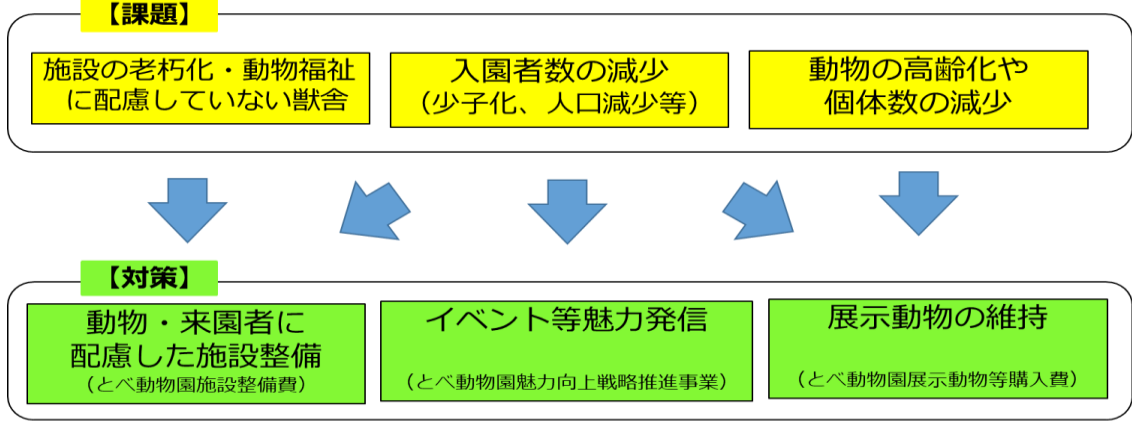 【課題】
施設の老朽化・動物福祉
に配慮していない獣舎
入園者数の減少
（少子化、人口減少等）
動物の高齢化や
個体数の減少
【対策】
動物・来園者に
配慮した施設整備
（とべ動物園施設整備費）
イベント等魅力発信
（とべ動物園魅力向上戦略推進事業）
展示動物の維持
（とべ動物園展示動物等購入費）